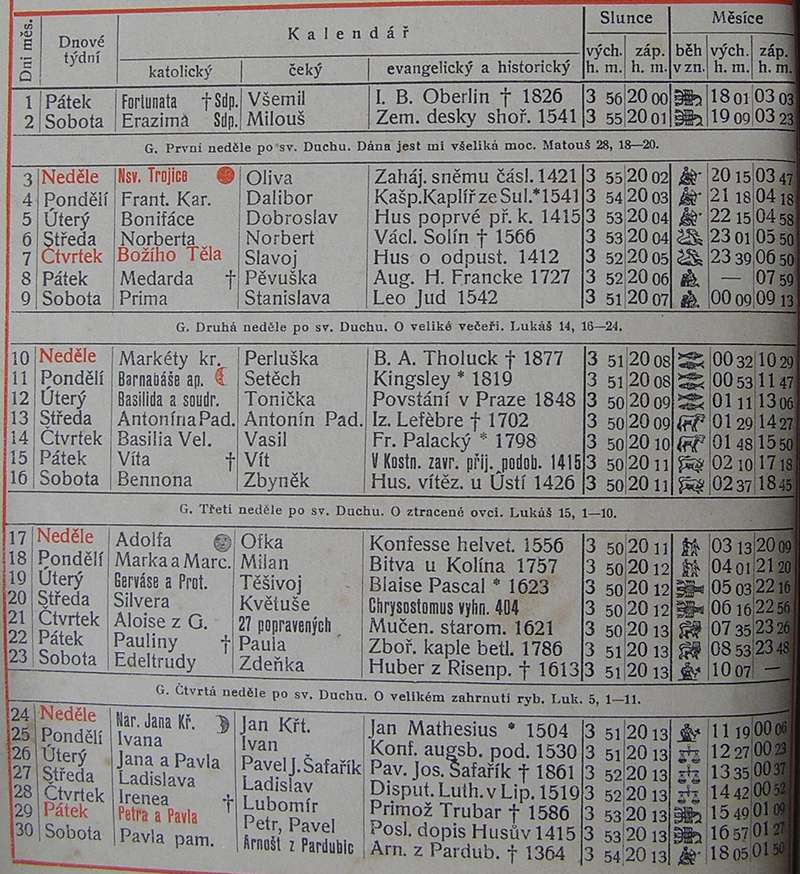 Dni měs. Dnové týdní Kalendář Slunce Měsíce
katolický čeký evangelický a historický vých. h. m. záp. h. m. běh v zn. vých. h. m. záp. h. m.
1 Pátek Fortunata † Sdp. Všemil I. B. Oberlin † 1826 3 56 20 00 18 01 03 03
2 Sobota Erazima Sdp. Milouš Zem. desky shoř. 1541 3 55 20 01 19 09 03 23
G. První neděle po sv. Duchu. Dána jest mi všeliká moc. Matouš 28, 18—20.
3 Neděle Nsv. Trojice Oliva Zaháj. sněmu čásl. 1421 3 55 20 02 20 15 03 47
4 Pondělí Frant. Kar. Dalibor Kašp. Kaplíř ze Sul. * 1541 3 54 20 03 21 18 04 18
5 Úterý Bonifáce Dobroslav Hus poprvé př. k. 1415 3 53 20 04 22 15 04 58
6 Středa Norberta Norbert Václ. Solín † 1566 3 53 20 04 23 01 05 50
7 Čtvrtek Božího Těla Slavoj Hus o odpust. 1412 3 52 20 05 23 39 06 50
8 Pátek Medarda † Pěvuška Aug. H. Francke 1727 3 52 20 06 — 07 59
9 Sobota Prima Stanislava Leo Jud 1542 3 51 20 07 00 09 09 13
G. Druhá neděle po sv. Duchu. O veliké večeři. Lukáš 14, 16—24.
10 Neděle Markéty kr. Perluška B. A. Tholuck † 1877 3 51 20 08 00 32 10 29
11 Pondělí Barnabáše ap. Setěch Kingsley * 1819 3 51 20 08 00 53 11 47
12 Úterý Basilida a soudr. Tonička Povstání v Praze 1848 3 50 20 09 01 11 13 06
13 Středa Antonína Pad. Antonín Pad. Iz. Lefèbre † 1702 3 50 20 09 01 29 14 27
14 Čtvrtek Basilia Vel. Vasil Fr. Palacký * 1798 3 50 20 10 01 48 15 50
15 Pátek Víta † Vít V Kostn. zavr. přij. podob. 1415 3 50 20 11 02 10 17 18
16 Sobota Bennona Zbyněk Hus. vítěz. u Ústí 1426 3 50 20 11 02 37 18 45
G. Třetí neděle po sv. Duchu. O ztracené ovci. Lukáš 15, 1—10.
17 Neděle Adolfa Ofka Konfesse helvet. 1556 3 50 20 11 03 13 20 09
18 Pondělí Marka a Marc. Milan Bitva u Kolína 1757 3 50 20 12 04 01 21 20
19 Úterý Gerváse a Prot. Těšivoj Blaise Pascal * 1623 3 50 20 12 05 03 22 16
20 Středa Silvera Květuše Chrysostomus vyhn. 404 3 50 20 12 06 16 22 56
21 Čtvrtek Aloise z G. 27 popravených Mučen. starom. 1621 3 50 20 13 07 35 23 26
22 Pátek Pauliny † Paula Zboř. kaple betl. 1786 3 50 20 13 08 53 23 48
23 Sobota Edeltrudy Zdeňka Huber z Risenp. † 1613 3 51 20 13 10 07 —
G. Čtvrtá neděle po sv. Duchu. O velikém zahrnutí ryb. Luk. 5, 1—11.
24 Neděle Nar. Jana Kř. Jan Křt. Jan Mathesius * 1504 3 51 20 13 11 19 00 06
25 Pondělí Ivana Ivan Konf. augsb. pod. 1530 3 51 20 13 12 27 00 23
26 Úterý Jana a Pavla Pavel J. Šafařík Pav. Jos. Šafařík † 1861 3 52 20 13 13 35 00 37
27 Středa Ladislava Ladislav Disput. Luth. v Lip. 1519 3 52 20 13 14 42 00 52
28 Čtvrtek Irenea † Lubomír Primož Trubar † 1586 3 53 20 13 15 49 01 09
29 Pátek Petra a Pavla Petr, Pavel Posl. dopis Husův 1415 3 53 20 13 16 57 01 27
30 Sobota Pavla pam. Arnošt z Pardubic Arn. z Pardub. † 1364 3 54 20 13 18 05 01 50